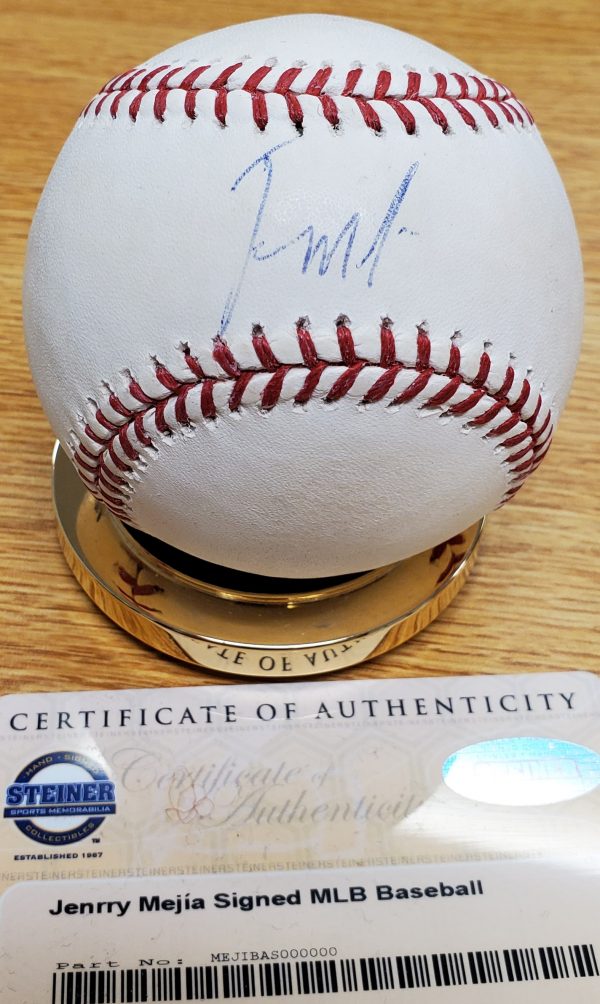 CERTIFICATE OF AUTHENTICITY
Certificate of
Authenticity
HAND · SIGNED
STEINER
SPORTS MEMORABILIA
COLLECTIBLES
TM
ESTABLISHED 1987
Jenrry Mejía Signed MLB Baseball
Part No: MEJIBAS000000